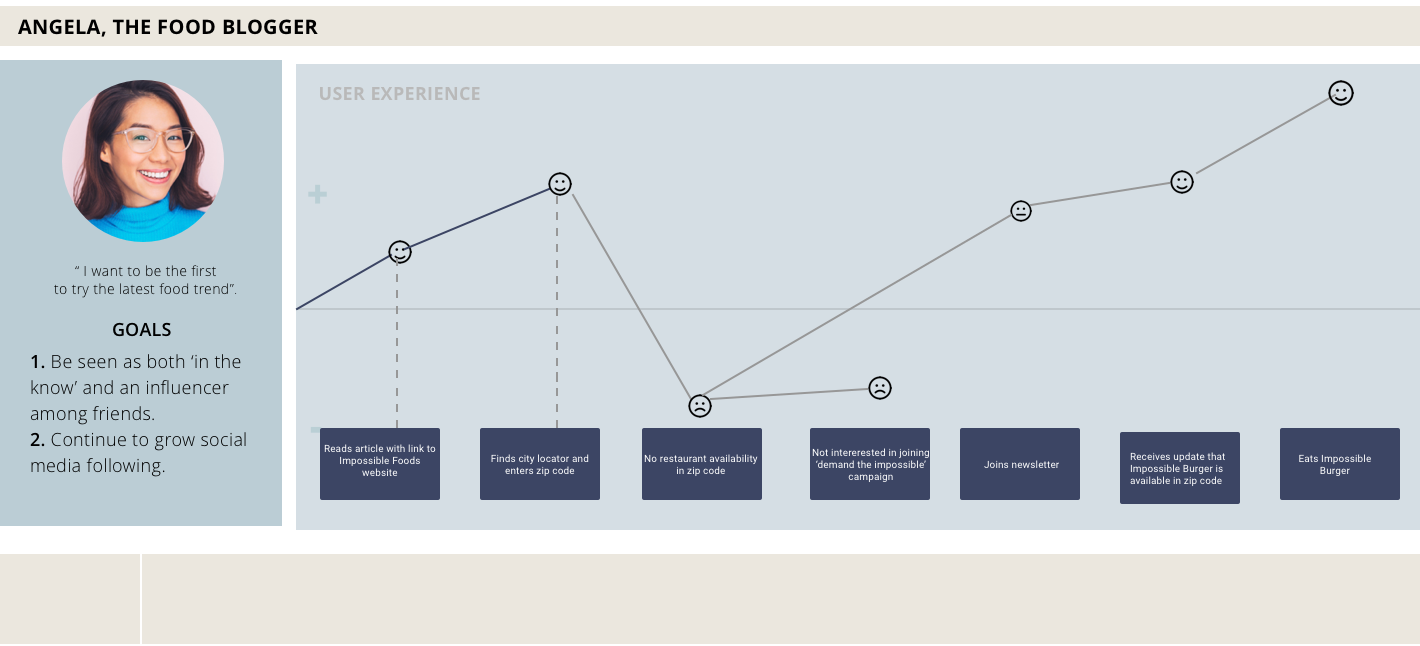 ANGELA, THE FOOD BLOGGER
“ I want to be the first
to try the latest food trend”.
GOALS
1. Be seen as both ‘in the
know’ and an influencer
among friends.
2. Continue to grow social
media following.
USER EXPERIENCE
+
-
Reads article with link to
Impossible Foods
website
Finds city locator and
enters zip code
No restaurant availability
in zip code
Not intererested in joining
‘demand the impossible’
campaign
Joins newsletter
Receives update that
Impossible Burger is
available in zip code
Eats Impossible
Burger